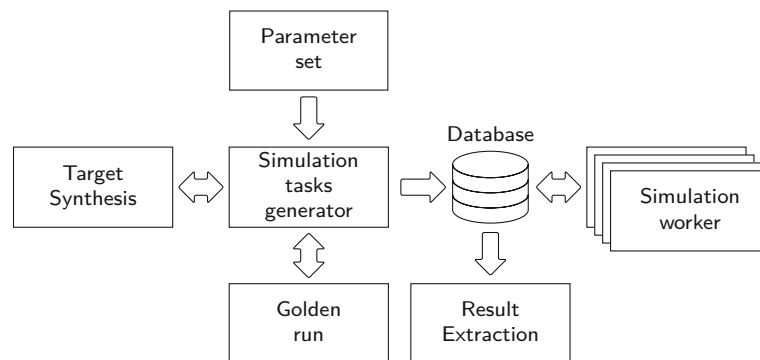 Parameter
set
Database
Target
Synthesis
Simulation
tasks
generator
Simulation
worker
Golden
run
Result
Extraction